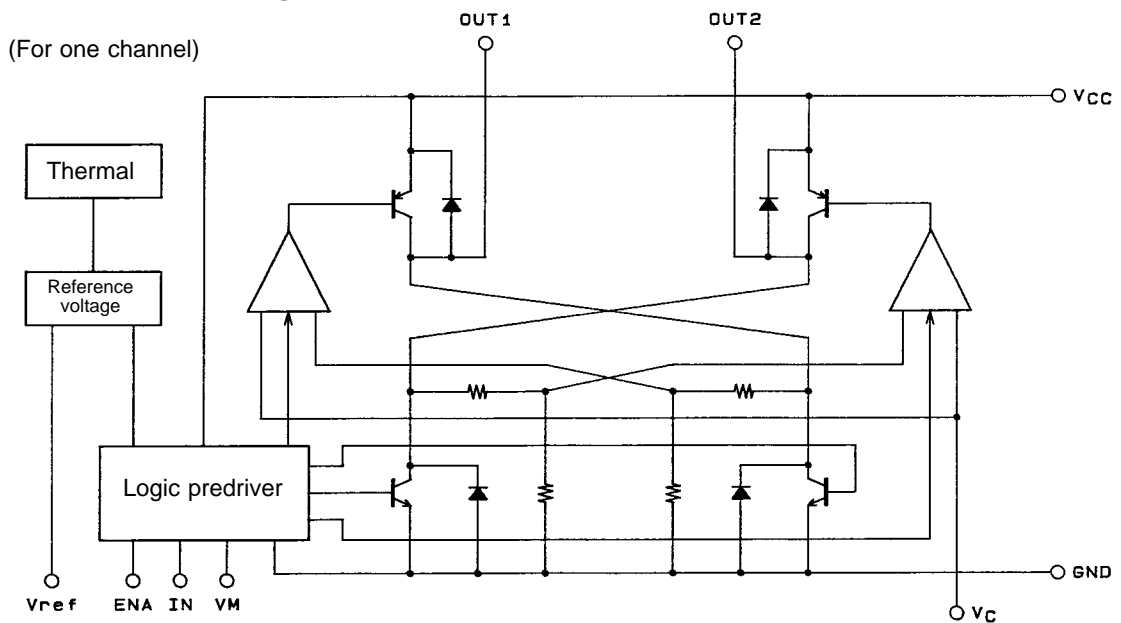 OUT1
OUT2
(For one channel)
VCC
Thermal
Reference
voltage
Logic predriver
GND
Vref
ENA
IN
VM
VC